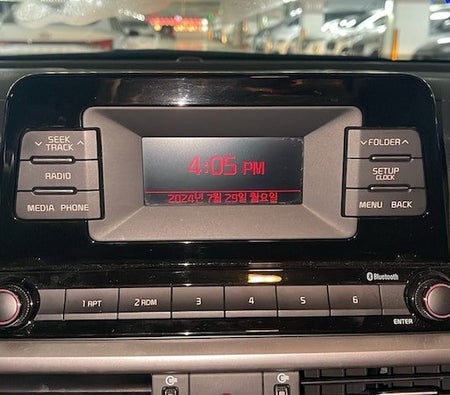 SEEK
TRACK
RADIO
MEDIA PHONE
4:05 PM
2024년 7월 29일 월요일
FOLDER
SETUP
CLOCK
MENU BACK
Bluetooth
1 RPT 2 RDM 3 4 5 6
ENTER